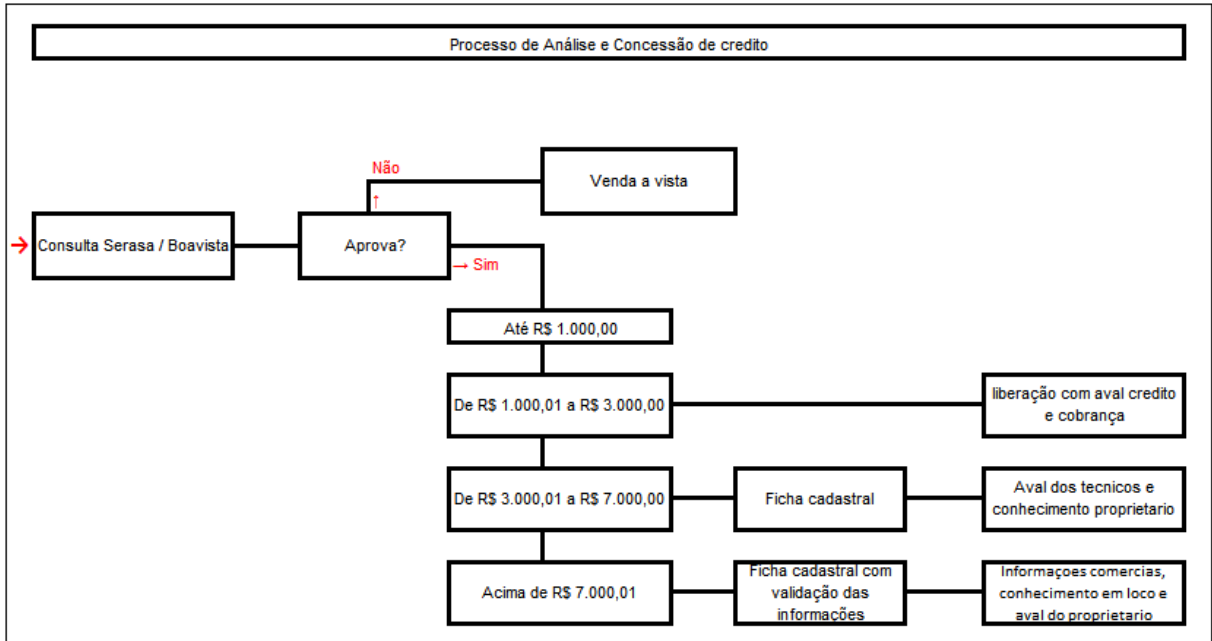 Processo de Análise e Concessão de credito
Não
Venda a vista
↑
→ Consulta Serasa / Boavista
Aprova?
→ Sim
Até R$ 1.000,00
De R$ 1.000,01 a R$ 3.000,00
liberação com aval credito
e cobrança
De R$ 3.000,01 a R$ 7.000,00
Ficha cadastral
Aval dos tecnicos e
conhecimento proprietario
Acima de R$ 7.000,01
Ficha cadastral com
validação das
informações
Informaçoes comercias,
conhecimento em loco e
aval do proprietario